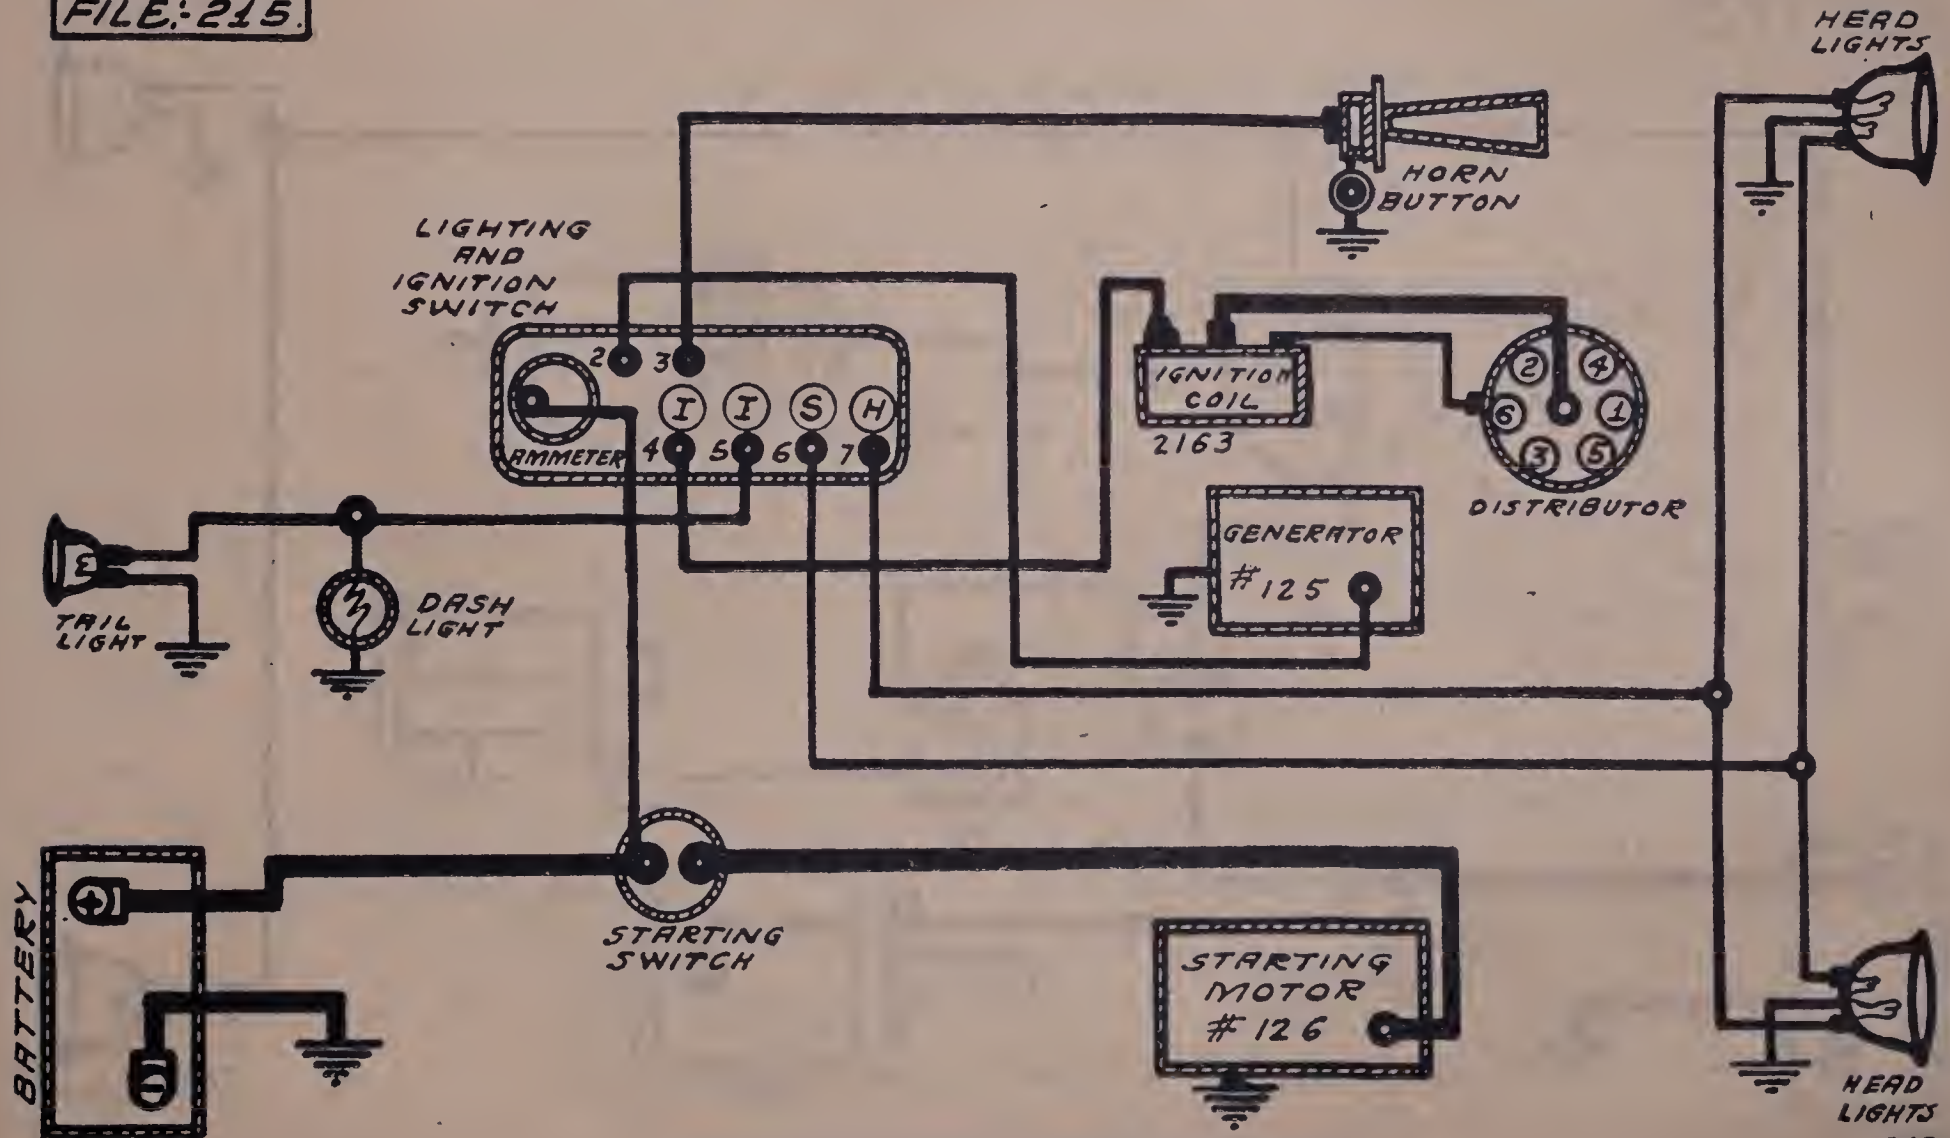 FILE:-215.
HEAD
LIGHTS
HORN
BUTTON
LIGHTING
AND
IGNITION
SWITCH
2 3
I I S H
AMMETER 4 5 6 7
IGNITION
COIL
2163
2 4
6 1
3 5
DISTRIBUTOR
GENERATOR
# 125
TAIL
LIGHT
DASH
LIGHT
BATTERY
+
-
STARTING
SWITCH
STARTING
MOTOR
# 126
HEAD
LIGHTS